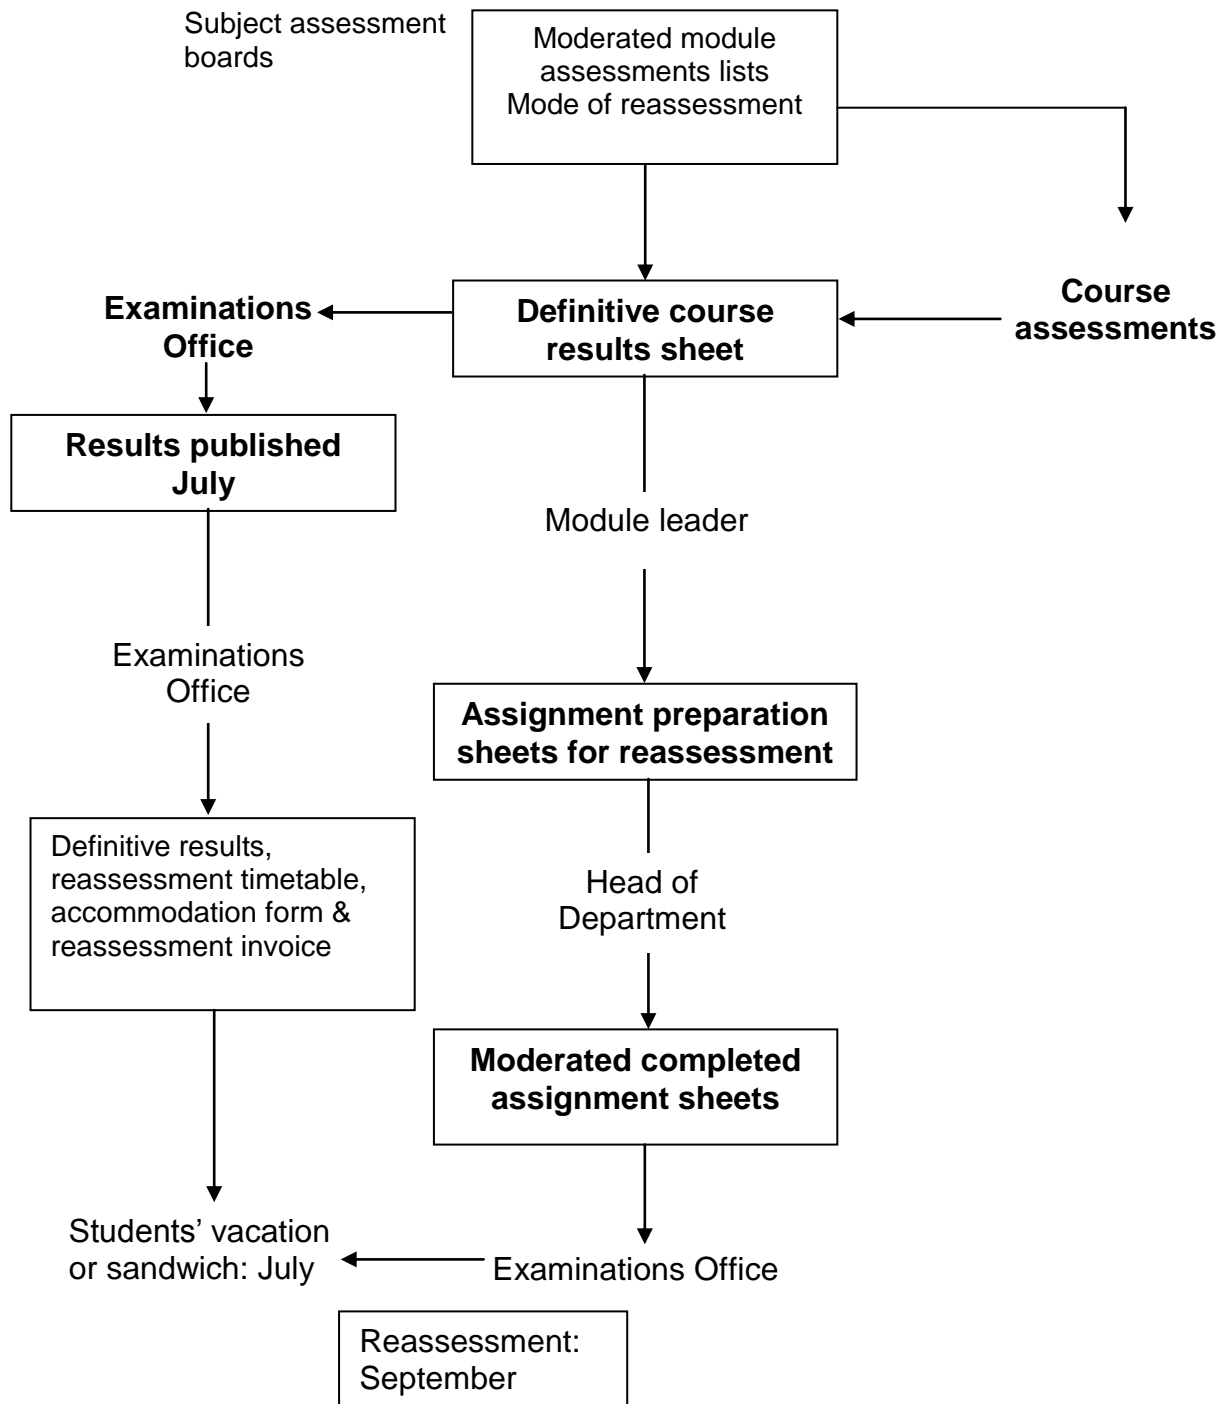 Subject assessment
boards
Moderated module
assessments lists
Mode of reassessment
Examinations
Office
Definitive course
results sheet
Course
assessments
Results published
July
Module leader
Examinations
Office
Assignment preparation
sheets for reassessment
Definitive results,
reassessment timetable,
accommodation form &
reassessment invoice
Head of
Department
Moderated completed
assignment sheets
Students’ vacation
or sandwich: July
Examinations Office
Reassessment:
September